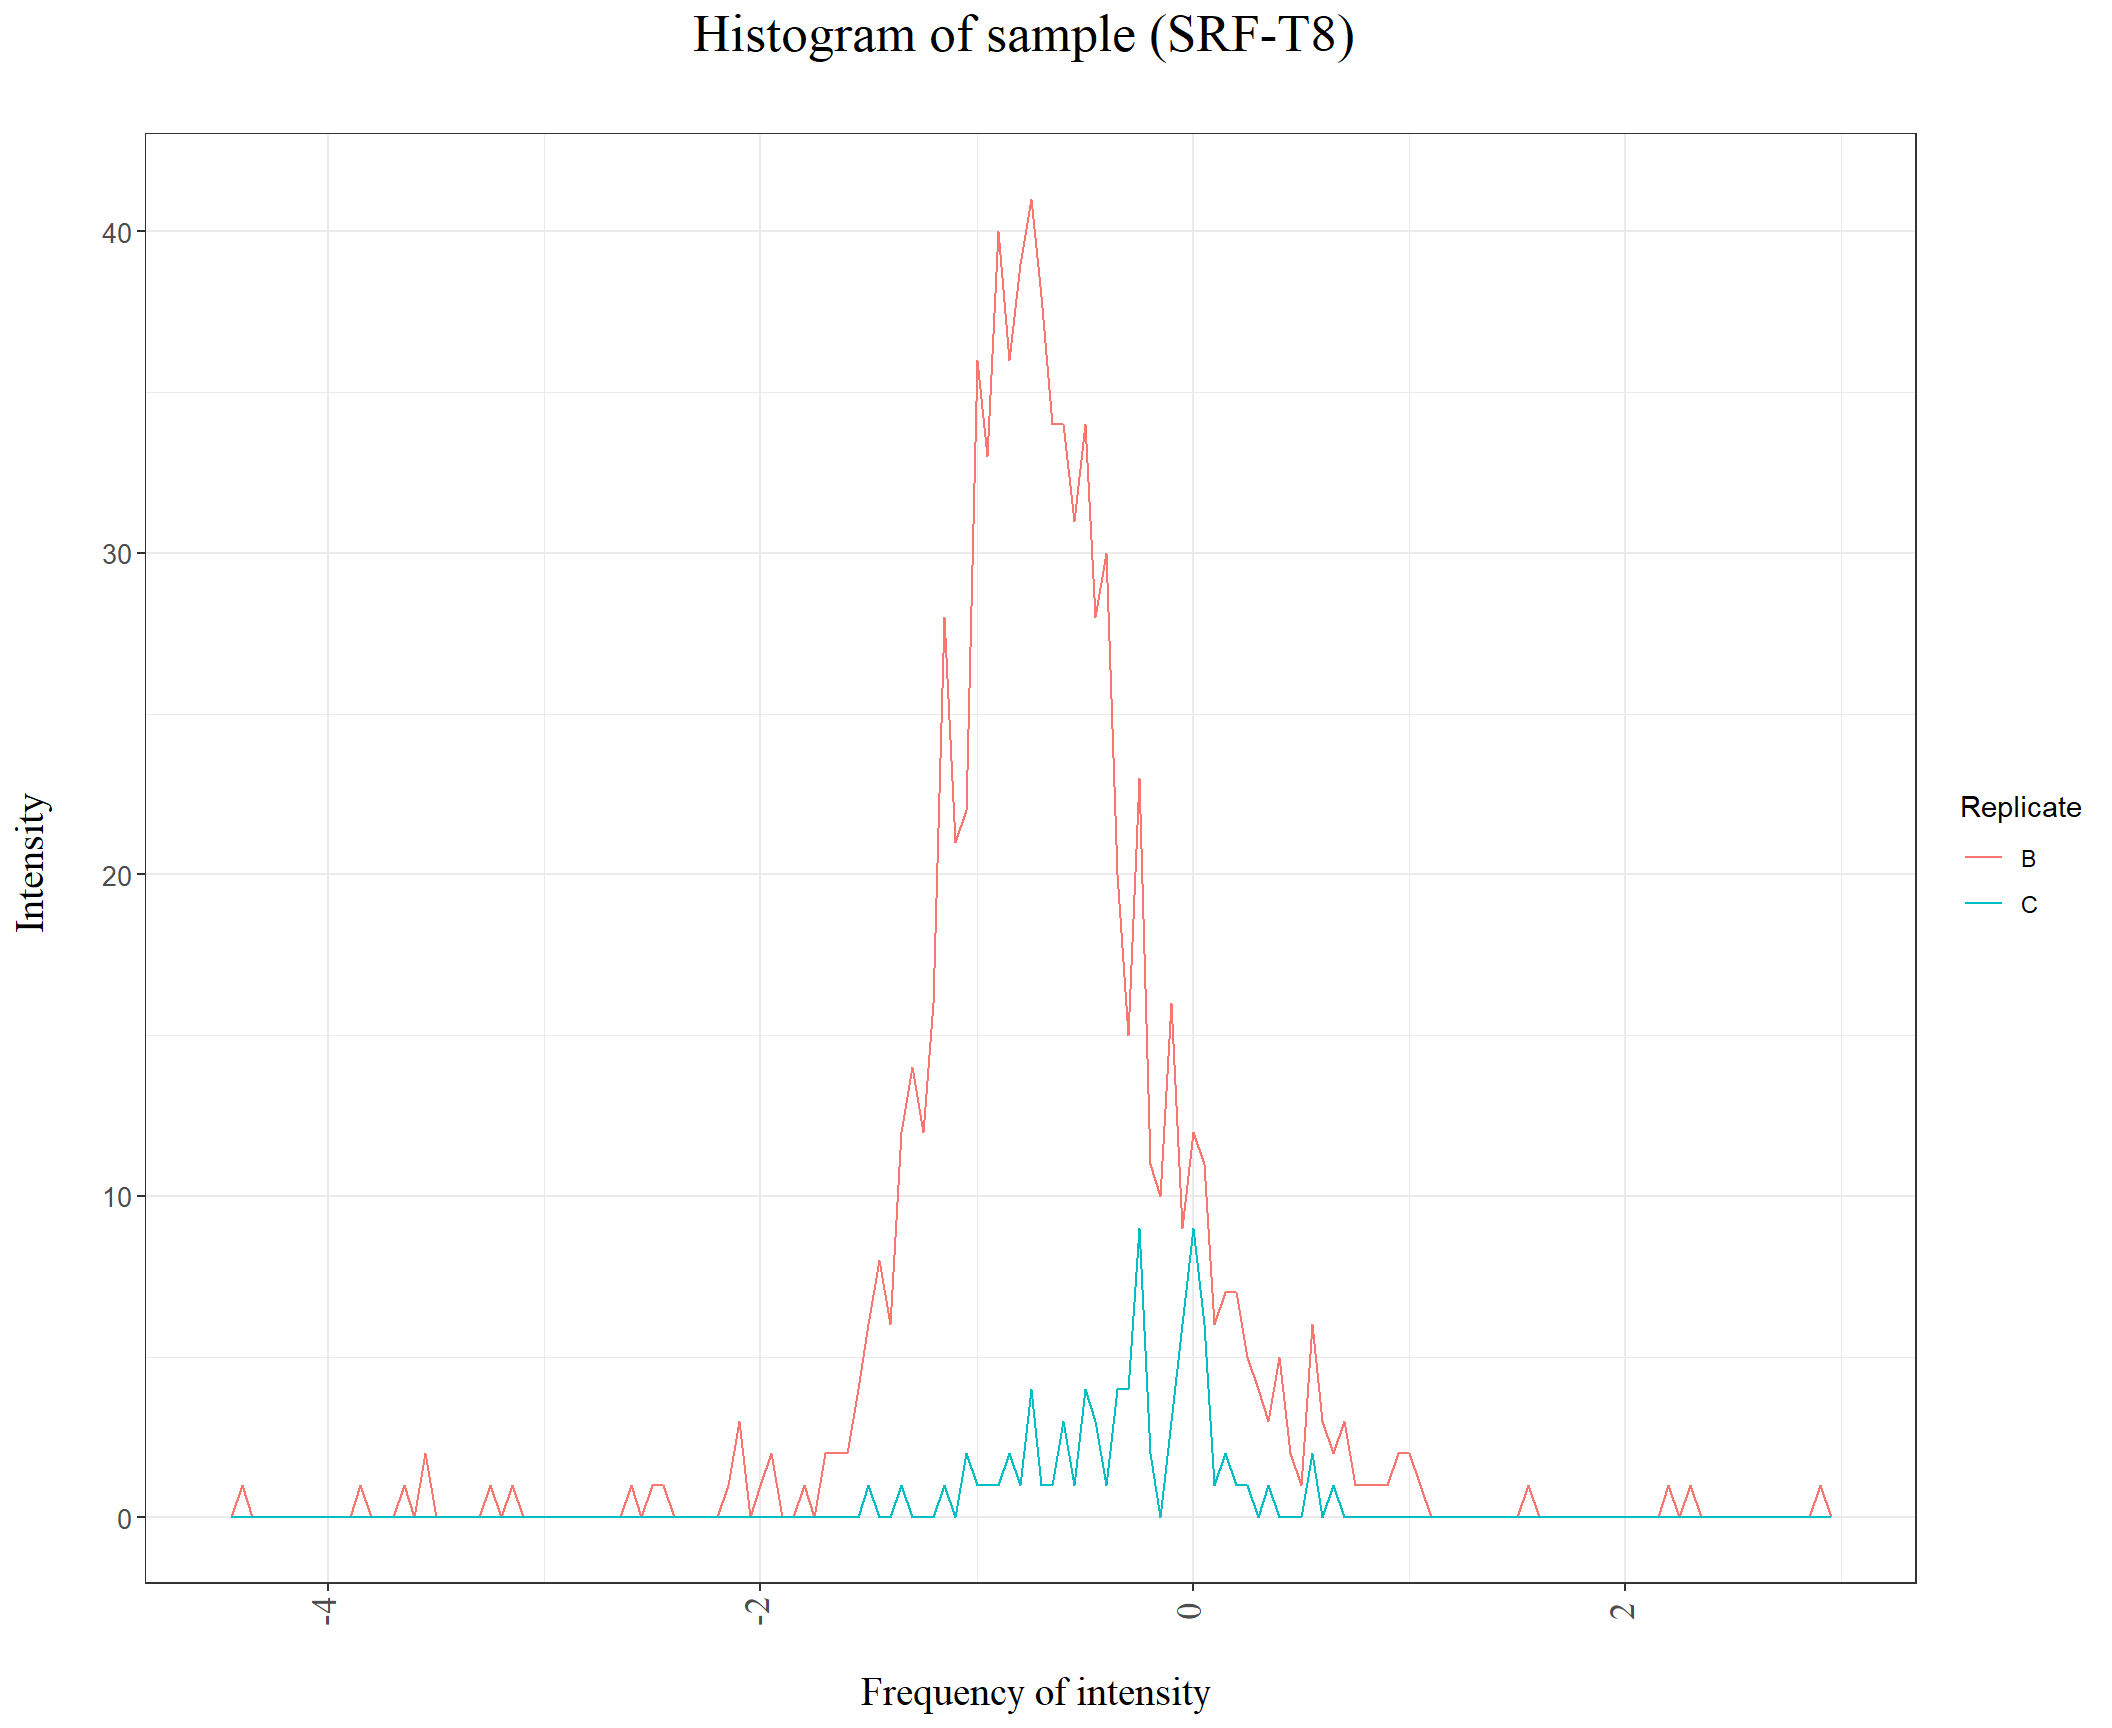 Histogram of sample (SRF-T8)
40
30
20
10
0
Intensity
-4
-2
0
2
Frequency of intensity
Replicate
B
C